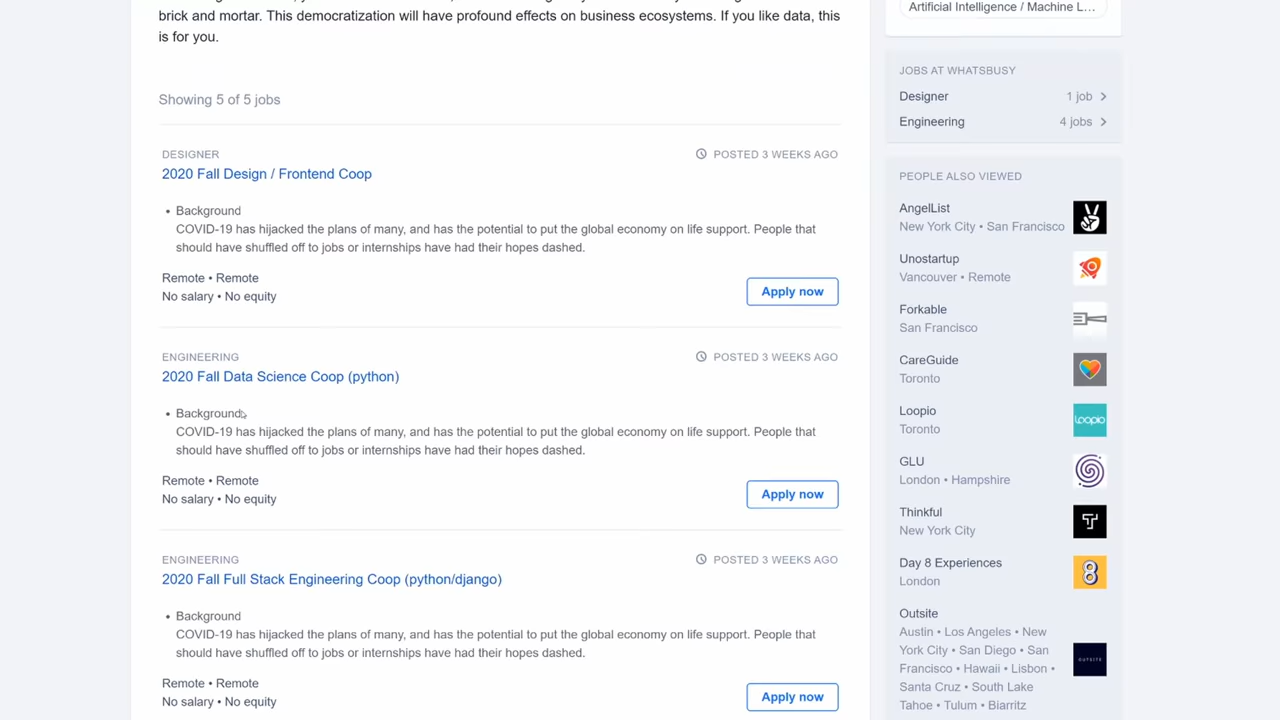 brick and mortar. This democratization will have profound effects on business ecosystems. If you like data, this
is for you.
Showing 5 of 5 jobs
DESIGNER
POSTED 3 WEEKS AGO
2020 Fall Design / Frontend Coop
• Background
COVID-19 has hijacked the plans of many, and has the potential to put the global economy on life support. People that
should have shuffled off to jobs or internships have had their hopes dashed.
Remote • Remote
No salary • No equity
Apply now
ENGINEERING
POSTED 3 WEEKS AGO
2020 Fall Data Science Coop (python)
• Background
COVID-19 has hijacked the plans of many, and has the potential to put the global economy on life support. People that
should have shuffled off to jobs or internships have had their hopes dashed.
Remote • Remote
No salary • No equity
Apply now
ENGINEERING
POSTED 3 WEEKS AGO
2020 Fall Full Stack Engineering Coop (python/django)
• Background
COVID-19 has hijacked the plans of many, and has the potential to put the global economy on life support. People that
should have shuffled off to jobs or internships have had their hopes dashed.
Remote • Remote
No salary • No equity
Apply now
Artificial Intelligence / Machine L...
JOBS AT WHATSBUSY
Designer 1 job
Engineering 4 jobs
PEOPLE ALSO VIEWED
AngelList
New York City • San Francisco
Unostartup
Vancouver • Remote
Forkable
San Francisco
CareGuide
Toronto
Loopio
Toronto
loopio
GLU
London • Hampshire
Thinkful
New York City
T
Day 8 Experiences
London
8
Outsite
Austin • Los Angeles • New
York City • San Diego • San
Francisco • Hawaii • Lisbon •
Santa Cruz • South Lake
Tahoe • Tulum • Biarritz
OUTSITE